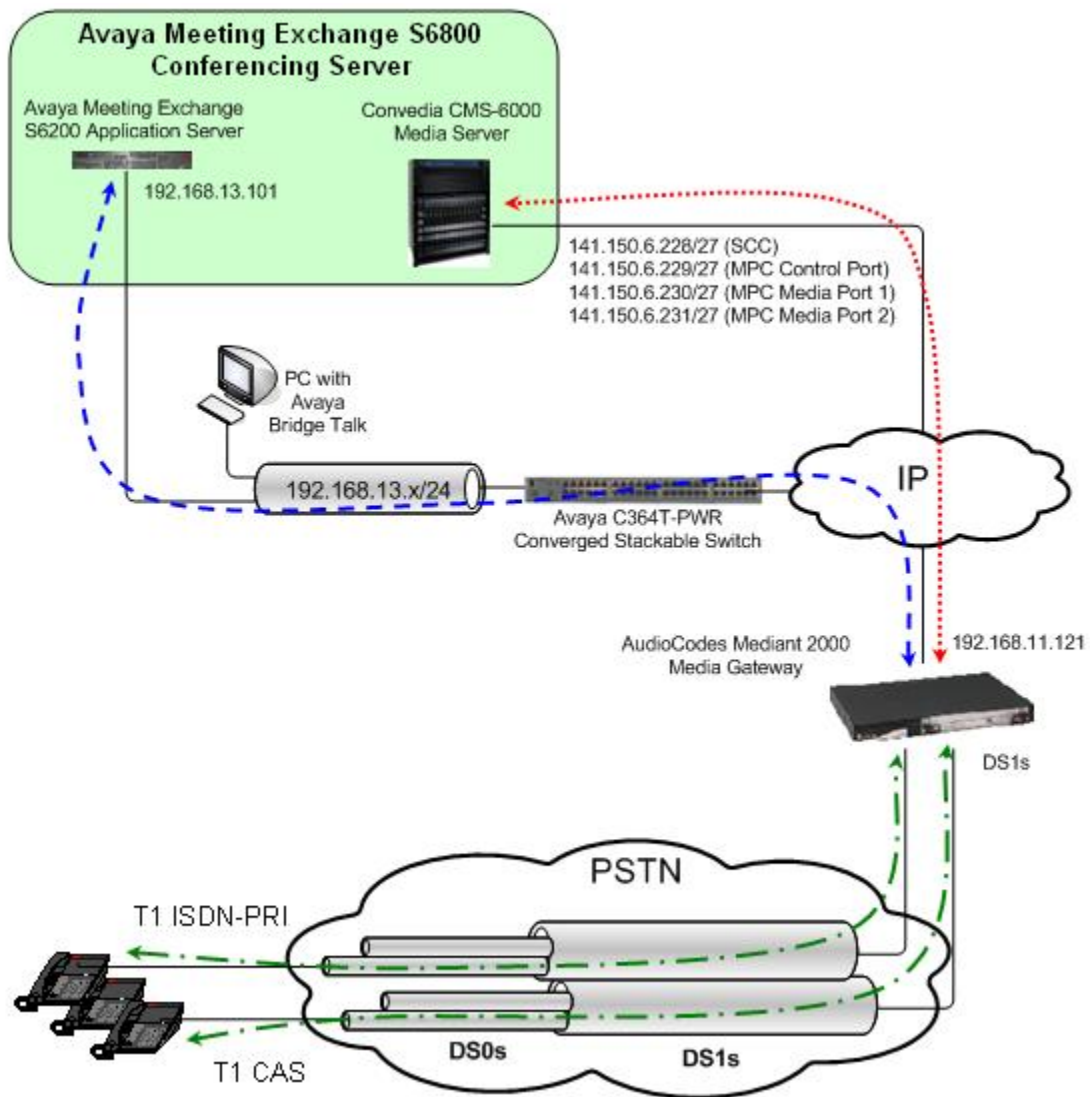 Avaya Meeting Exchange S6800
Conferencing Server
Avaya Meeting Exchange
S6200 Application Server
192.168.13.101
Convedia CMS-6000
Media Server
141.150.6.228/27 (SCC)
141.150.6.229/27 (MPC Control Port)
141.150.6.230/27 (MPC Media Port 1)
141.150.6.231/27 (MPC Media Port 2)
PC with
Avaya
Bridge Talk
192.168.13.x/24
Avaya C364T-PWR
Converged Stackable Switch
IP
AudioCodes Mediant 2000
Media Gateway
192.168.11.121
DS1s
PSTN
T1 ISDN-PRI
T1 CAS
DS0s
DS1s